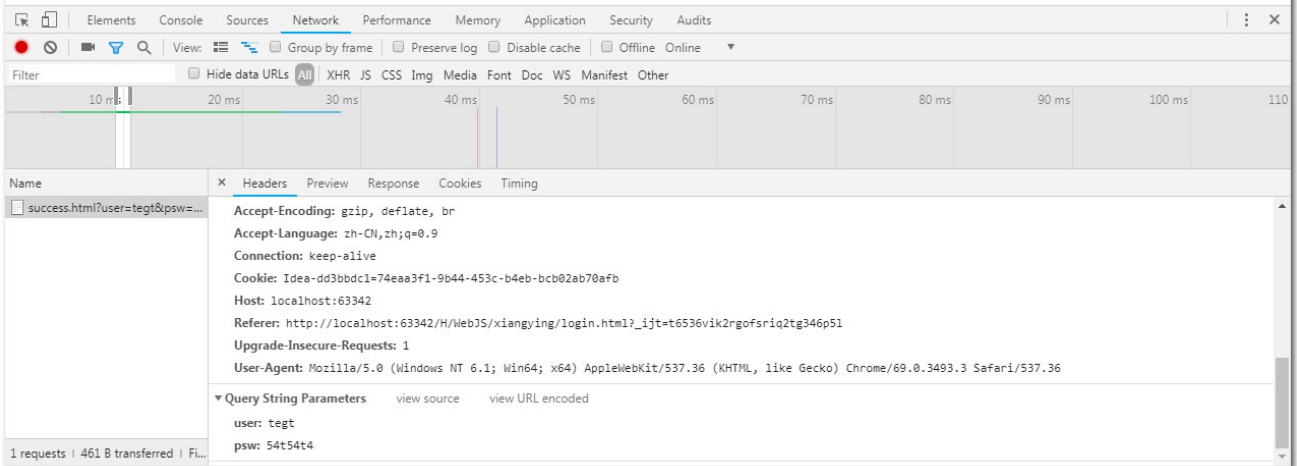 Elements Console Sources Network Performance Memory Application Security Audits
View: Group by frame Preserve log Disable cache Offline Online
Filter Hide data URLs All XHR JS CSS Img Media Font Doc WS Manifest Other
10 ms 20 ms 30 ms 40 ms 50 ms 60 ms 70 ms 80 ms 90 ms 100 ms 110
Name × Headers Preview Response Cookies Timing
success.html?user=tegt&psw=...
Accept-Encoding: gzip, deflate, br
Accept-Language: zh-CN,zh;q=0.9
Connection: keep-alive
Cookie: Idea-dd3bbdc1=74eaa3f1-9b44-453c-b4eb-bcb02ab70afb
Host: localhost:63342
Referer: http://localhost:63342/H/WebJS/xiangying/login.html?_ijt=t6536vik2rgofsriq2tg346p5l
Upgrade-Insecure-Requests: 1
User-Agent: Mozilla/5.0 (Windows NT 6.1; Win64; x64) AppleWebKit/537.36 (KHTML, like Gecko) Chrome/69.0.3493.3 Safari/537.36
Query String Parameters view source view URL encoded
user: tegt
psw: 54t54t4
1 requests | 461 B transferred | Fi...